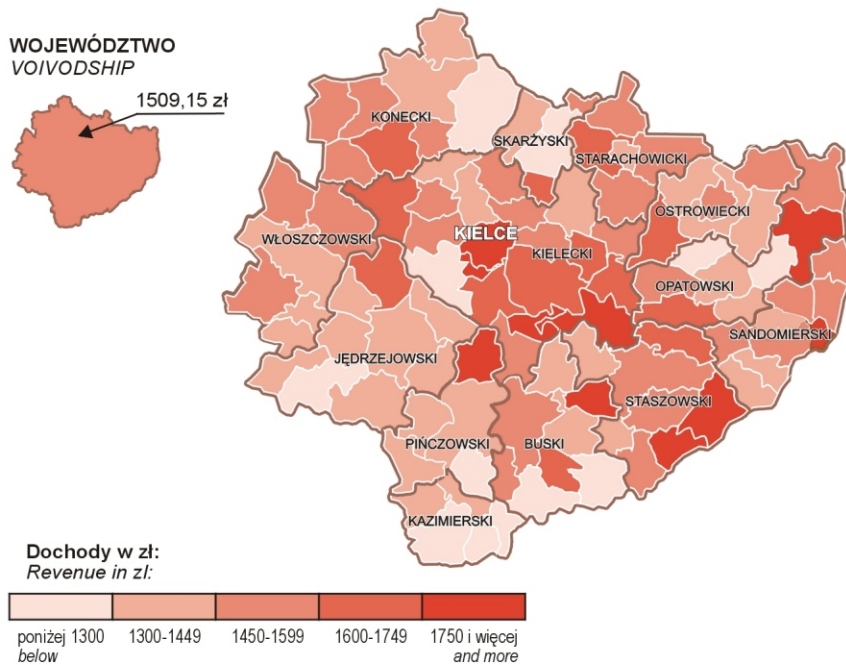 WOJEWÓDZTWO
VOIVODSHIP
1509,15 zł
KONECKI
SKARŻYSKI
STARACHOWICKI
OSTROWIECKI
WŁOSZCZOWSKI
KIELCE
KIELECKI
OPATOWSKI
SANDOMIERSKI
JĘDRZEJOWSKI
STASZOWSKI
PIŃCZOWSKI
BUSKI
KAZIMIERSKI
Dochody w zł:
Revenue in zl:
poniżej 1300
below
1300-1449
1450-1599
1600-1749
1750 i więcej
and more